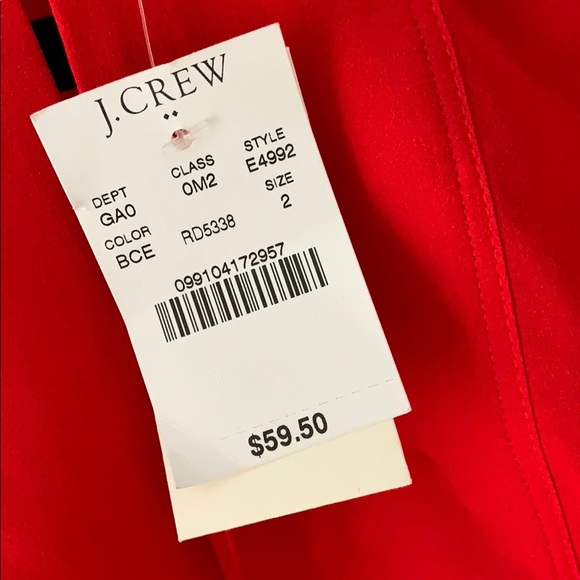 J.CREW
DEPT CLASS STYLE
GA0 0M2 E4992
COLOR SIZE
BCE RD5338 2
099104172957
$59.50